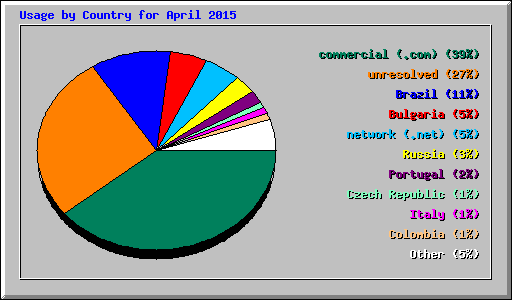 Usage by Country for April 2015
commercial (.com) (39%)
unresolved (27%)
Brazil (11%)
Bulgaria (5%)
network (.net) (5%)
Russia (3%)
Portugal (2%)
Czech Republic (1%)
Italy (1%)
Colombia (1%)
Other (5%)